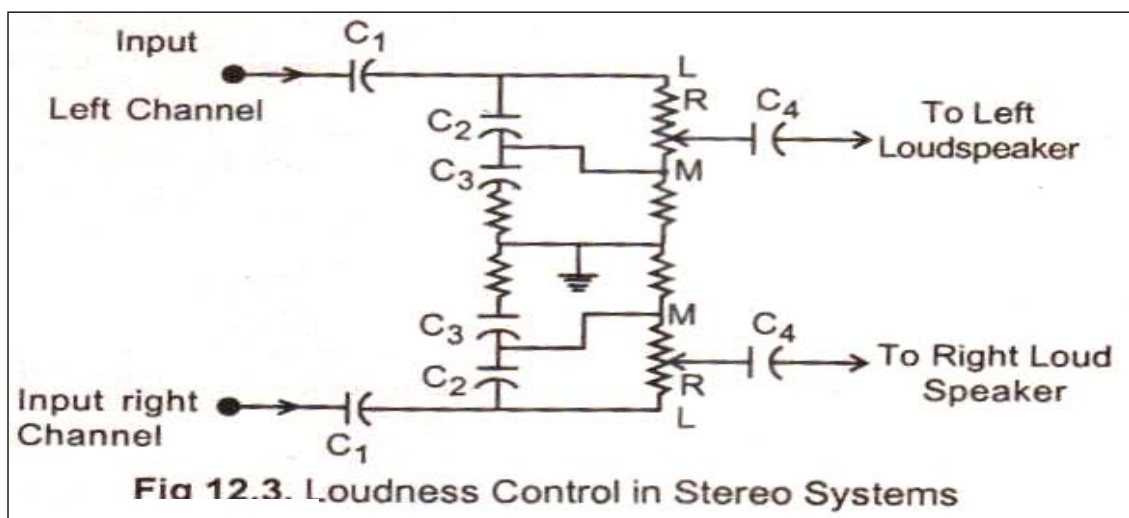 Input
Left Channel
C1
C2
C3
L
R
M
C4
To Left
Loudspeaker
C3
C2
M
R
L
C4
To Right Loud
Speaker
Input right
Channel
C1
Fig 12.3. Loudness Control in Stereo Systems